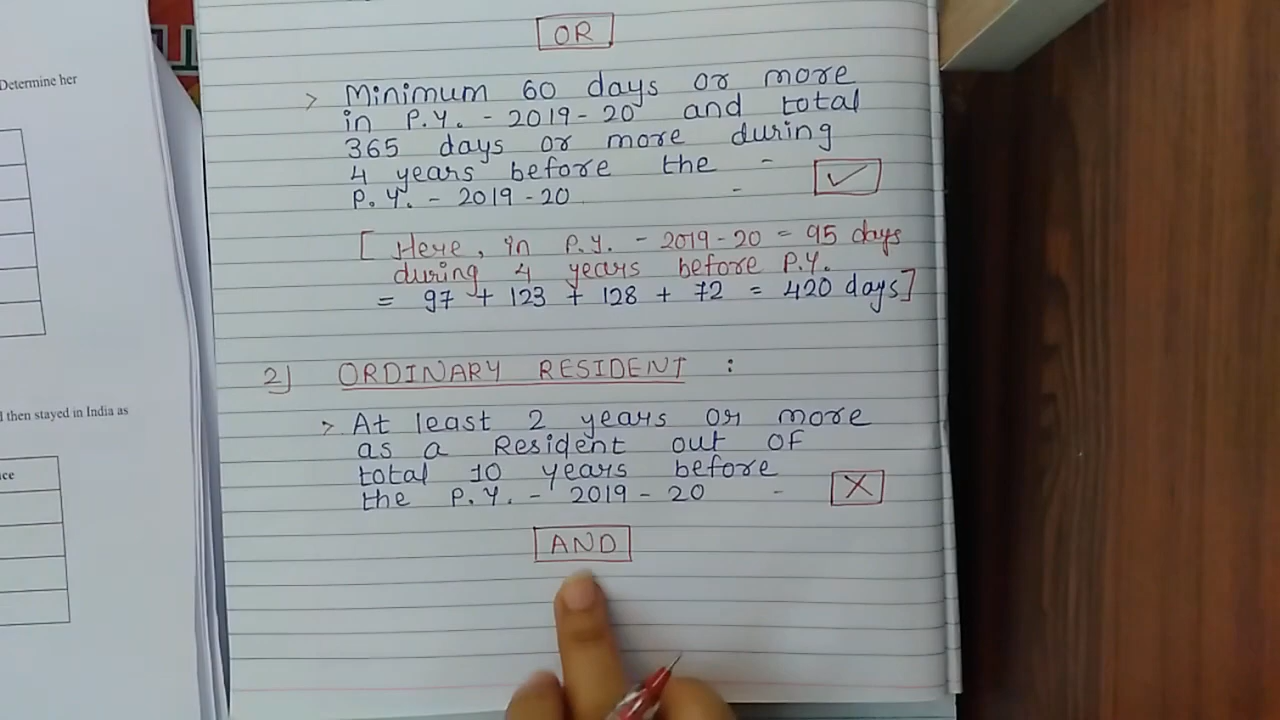 Determine her
d then stayed in India as
ce
OR
> Minimum 60 days or more
in P.Y. - 2019-20 and total
365 days or more during
4 years before the -
P.Y. - 2019-20 - ✓
[ Here, in P.Y. - 2019-20 = 95 days
during 4 years before P.Y.
= 97 + 123 + 128 + 72 = 420 days]
2] ORDINARY RESIDENT :
> At least 2 years or more
as a Resident out of
total 10 years before
the P.Y. - 2019 - 20 - X
AND